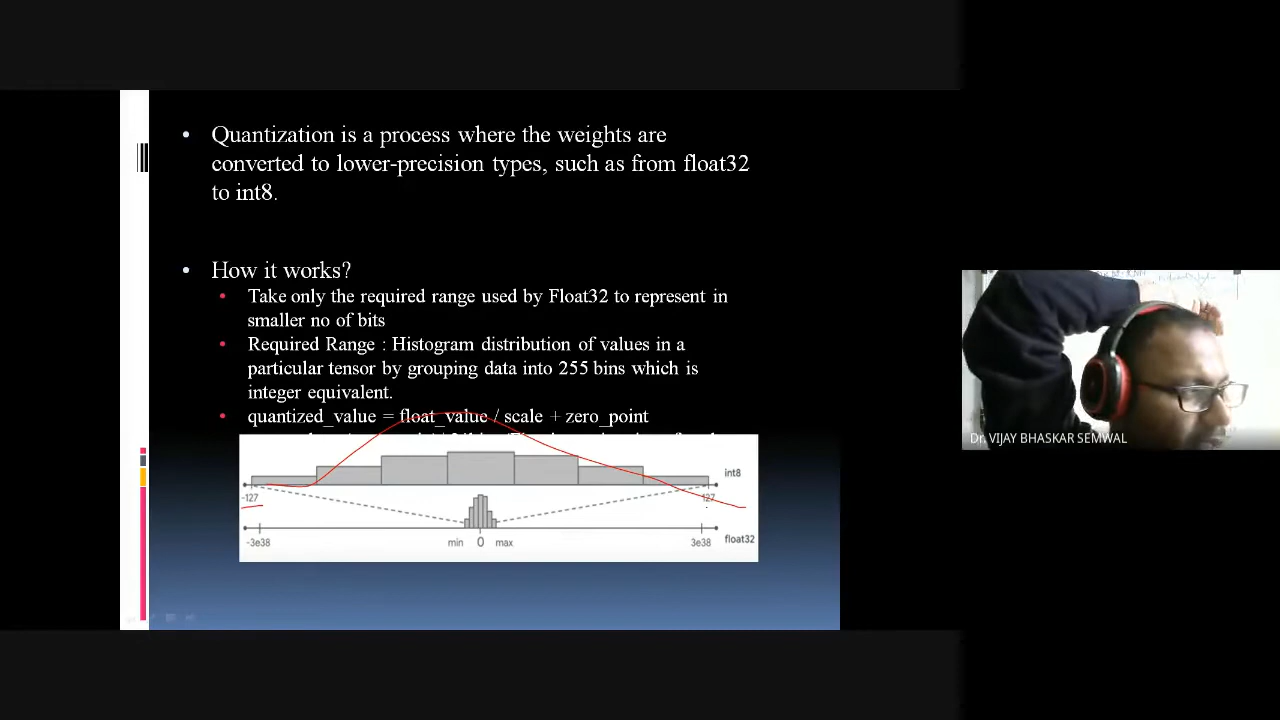 • Quantization is a process where the weights are
converted to lower-precision types, such as from float32
to int8.
• How it works?
• Take only the required range used by Float32 to represent in
smaller no of bits
• Required Range : Histogram distribution of values in a
particular tensor by grouping data into 255 bins which is
integer equivalent.
• quantized_value = float_value / scale + zero_point
int8
-127 127
-3e38 min 0 max 3e38 float32
Dr. VIJAY BHASKAR SEMWAL